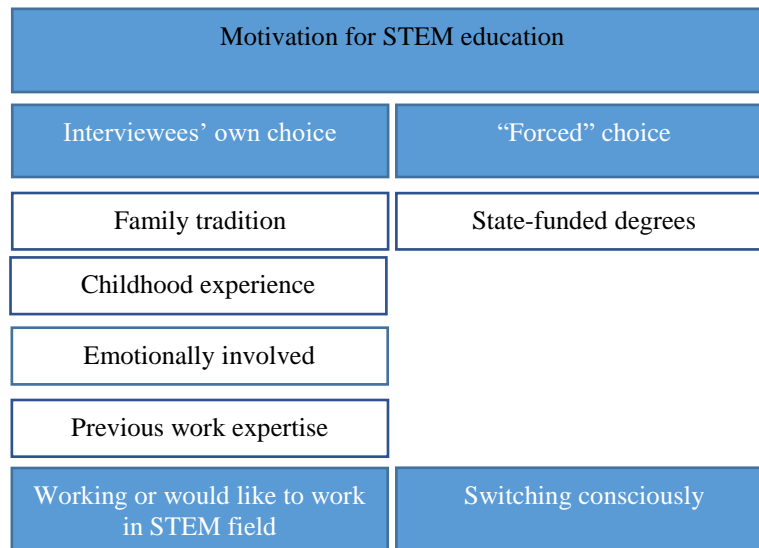 Motivation for STEM education
Interviewees’ own choice
“Forced” choice
Family tradition
State-funded degrees
Childhood experience
Emotionally involved
Previous work expertise
Working or would like to work
in STEM field
Switching consciously